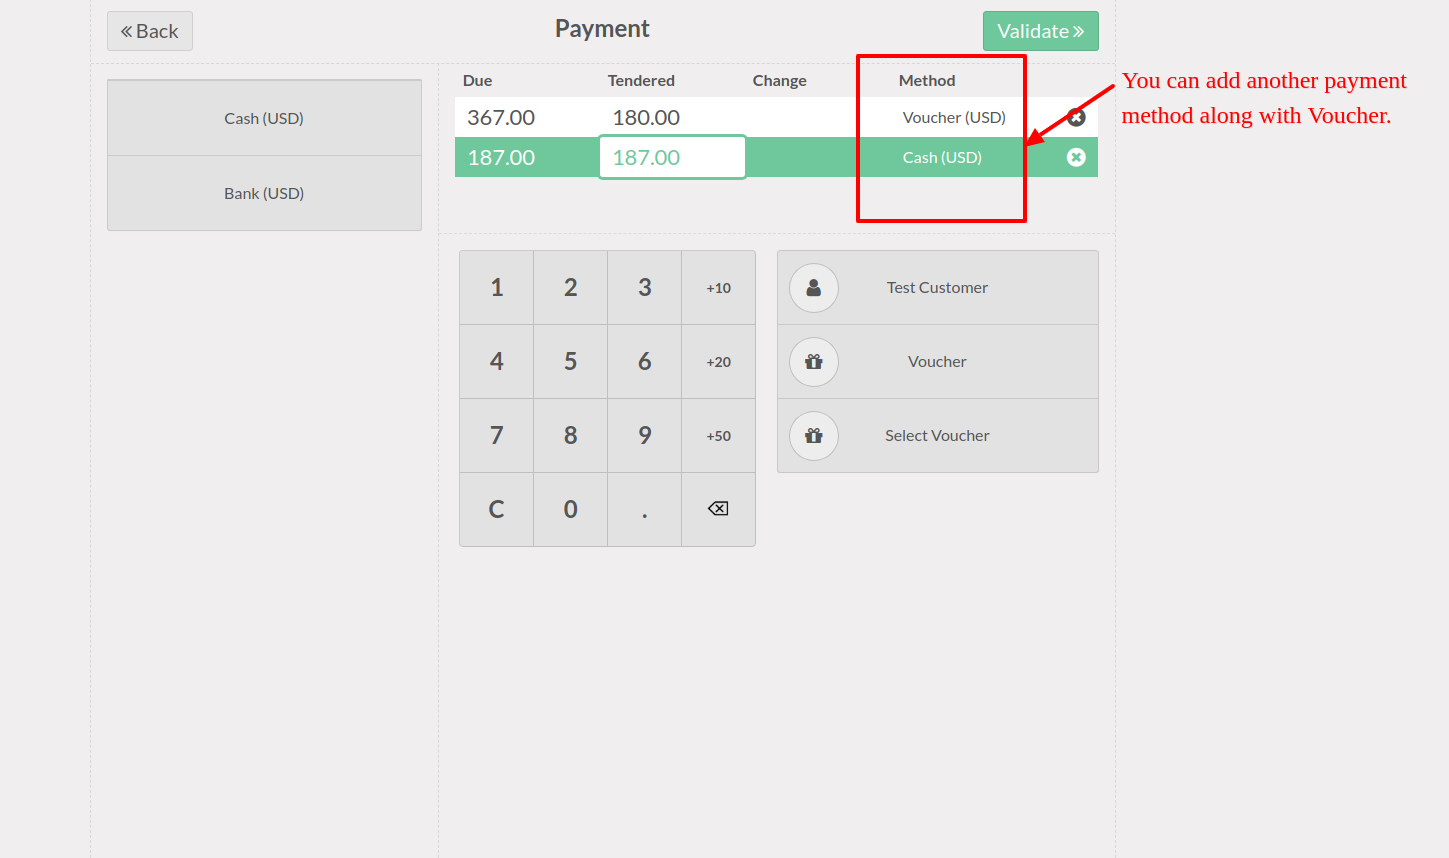 « Back
Payment
Validate »
Due Tendered Change Method
367.00 180.00 Voucher (USD)
187.00 187.00 Cash (USD)
You can add another payment
method along with Voucher.
Cash (USD)
Bank (USD)
1 2 3 +10
4 5 6 +20
7 8 9 +50
C 0 .
Test Customer
Voucher
Select Voucher